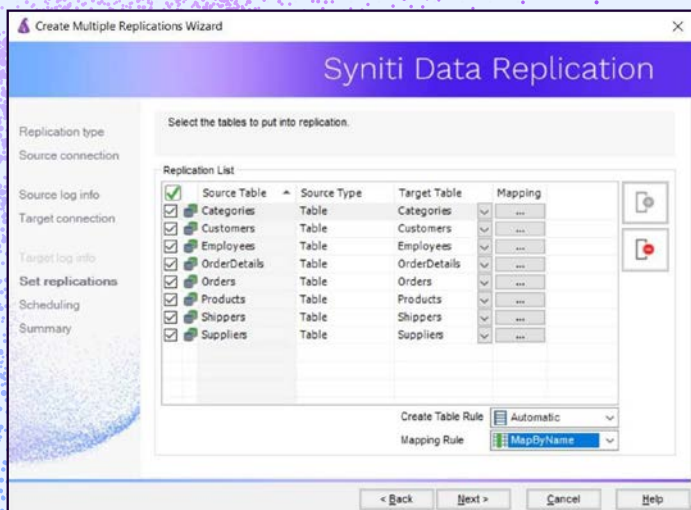 Create Multiple Replications Wizard
Syniti Data Replication
Replication type
Source connection
Source log info
Target connection
Target log info
Set replications
Scheduling
Summary
Select the tables to put into replication.
Replication List
Source Table Source Type Target Table Mapping
Categories Table Categories ...
Customers Table Customers ...
Employees Table Employees ...
OrderDetails Table OrderDetails ...
Orders Table Orders ...
Products Table Products ...
Shippers Table Shippers ...
Suppliers Table Suppliers ...
Create Table Rule Automatic
Mapping Rule MapByName
< Back Next > Cancel Help